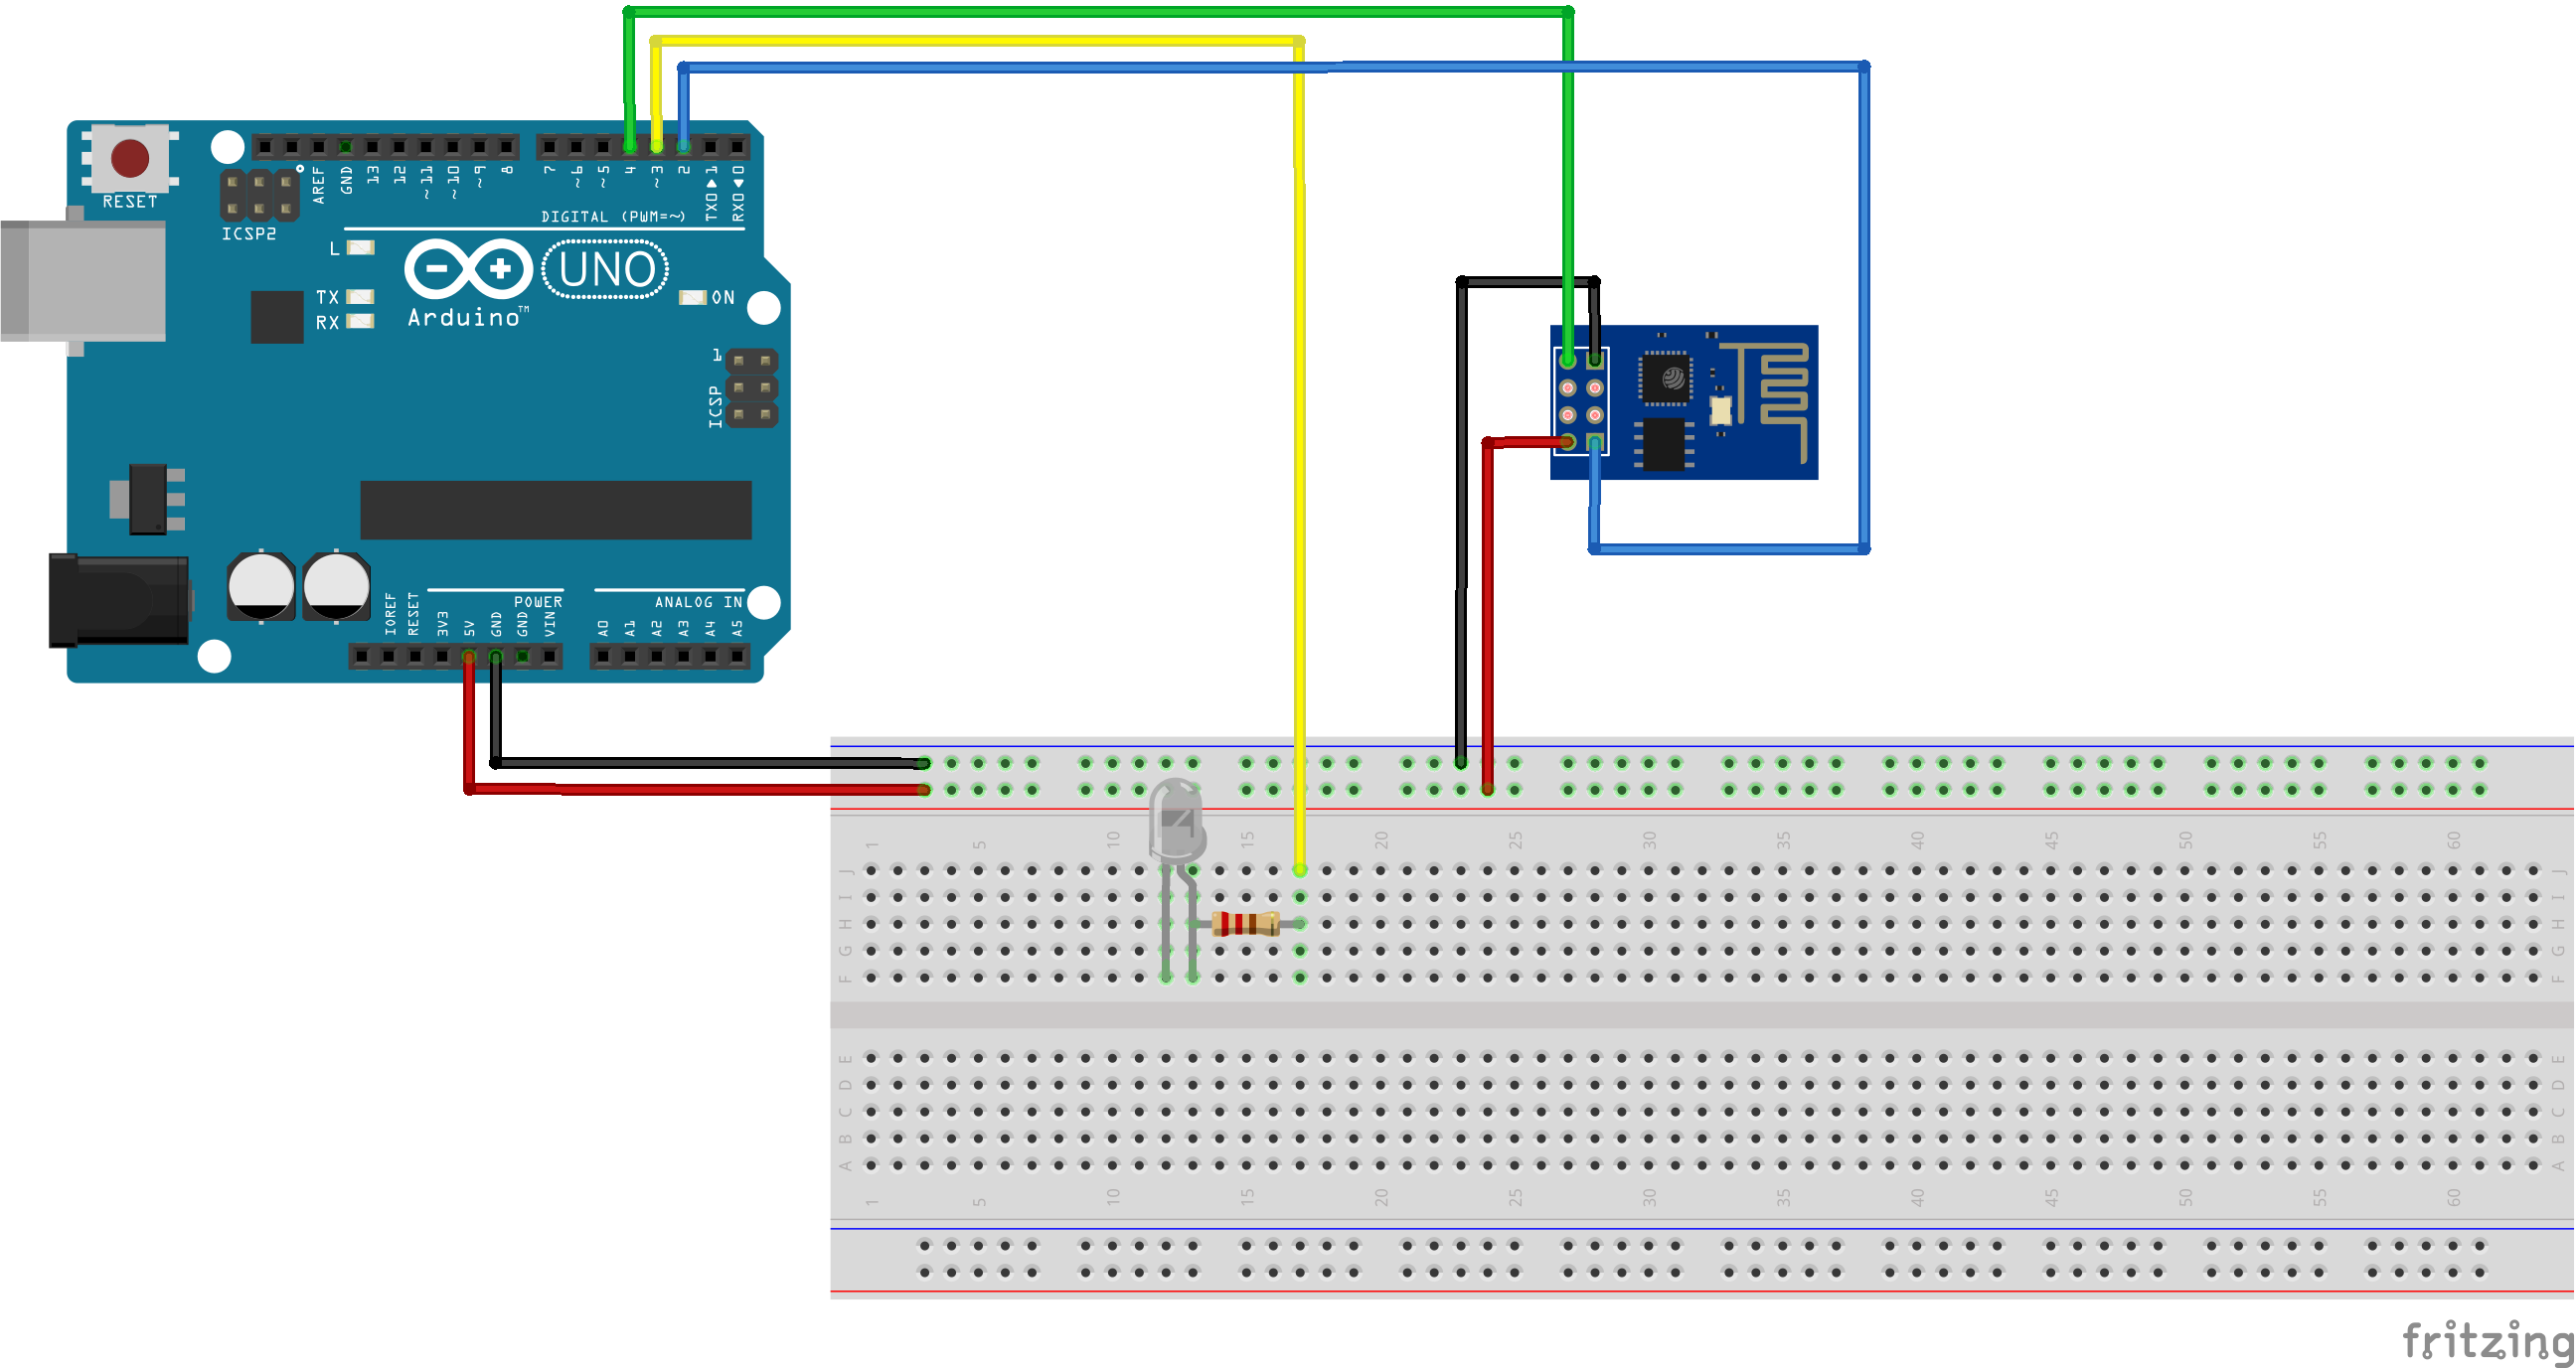 RESET
ICSP2
AREF
GND
13
12
~11
~10
~9
8
7
~6
~5
4
~3
2
TX0▶1
RX0◀0
DIGITAL (PWM=~)
L
TX
RX
UNO
Arduino™
ON
1
ICSP
IOREF
RESET
3V3
5V
GND
GND
VIN
POWER
ANALOG IN
A0
A1
A2
A3
A4
A5
1 5 10 15 20 25 30 35 40 45 50 55 60
J J
I I
H H
G G
F F
E E
D D
C C
B B
A A
1 5 10 15 20 25 30 35 40 45 50 55 60
fritzing